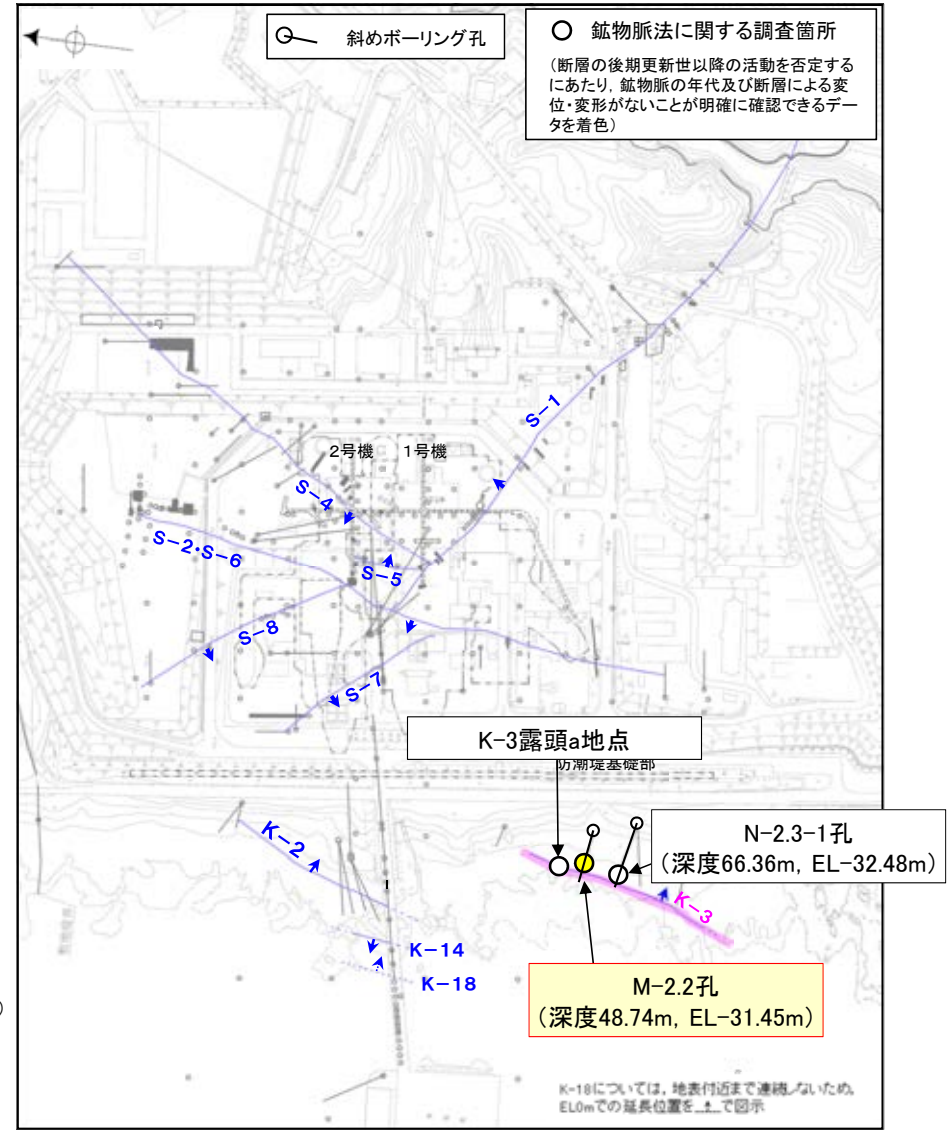 斜めボーリング孔
鉱物脈法に関する調査箇所
(断層の後期更新世以降の活動を否定する
にあたり,鉱物脈の年代及び断層による変
位・変形がないことが明確に確認できるデー
タを着色)
S-1
2号機
1号機
S-4
S-2・S-6
S-5
S-8
S-7
K-3露頭a地点
防潮堤基礎部
N-2.3-1孔
(深度66.36m, EL-32.48m)
K-2
K-3
K-14
K-18
M-2.2孔
(深度48.74m, EL-31.45m)
)
K-18については,地表付近まで連続しないため,
EL0mでの延長位置を で図示